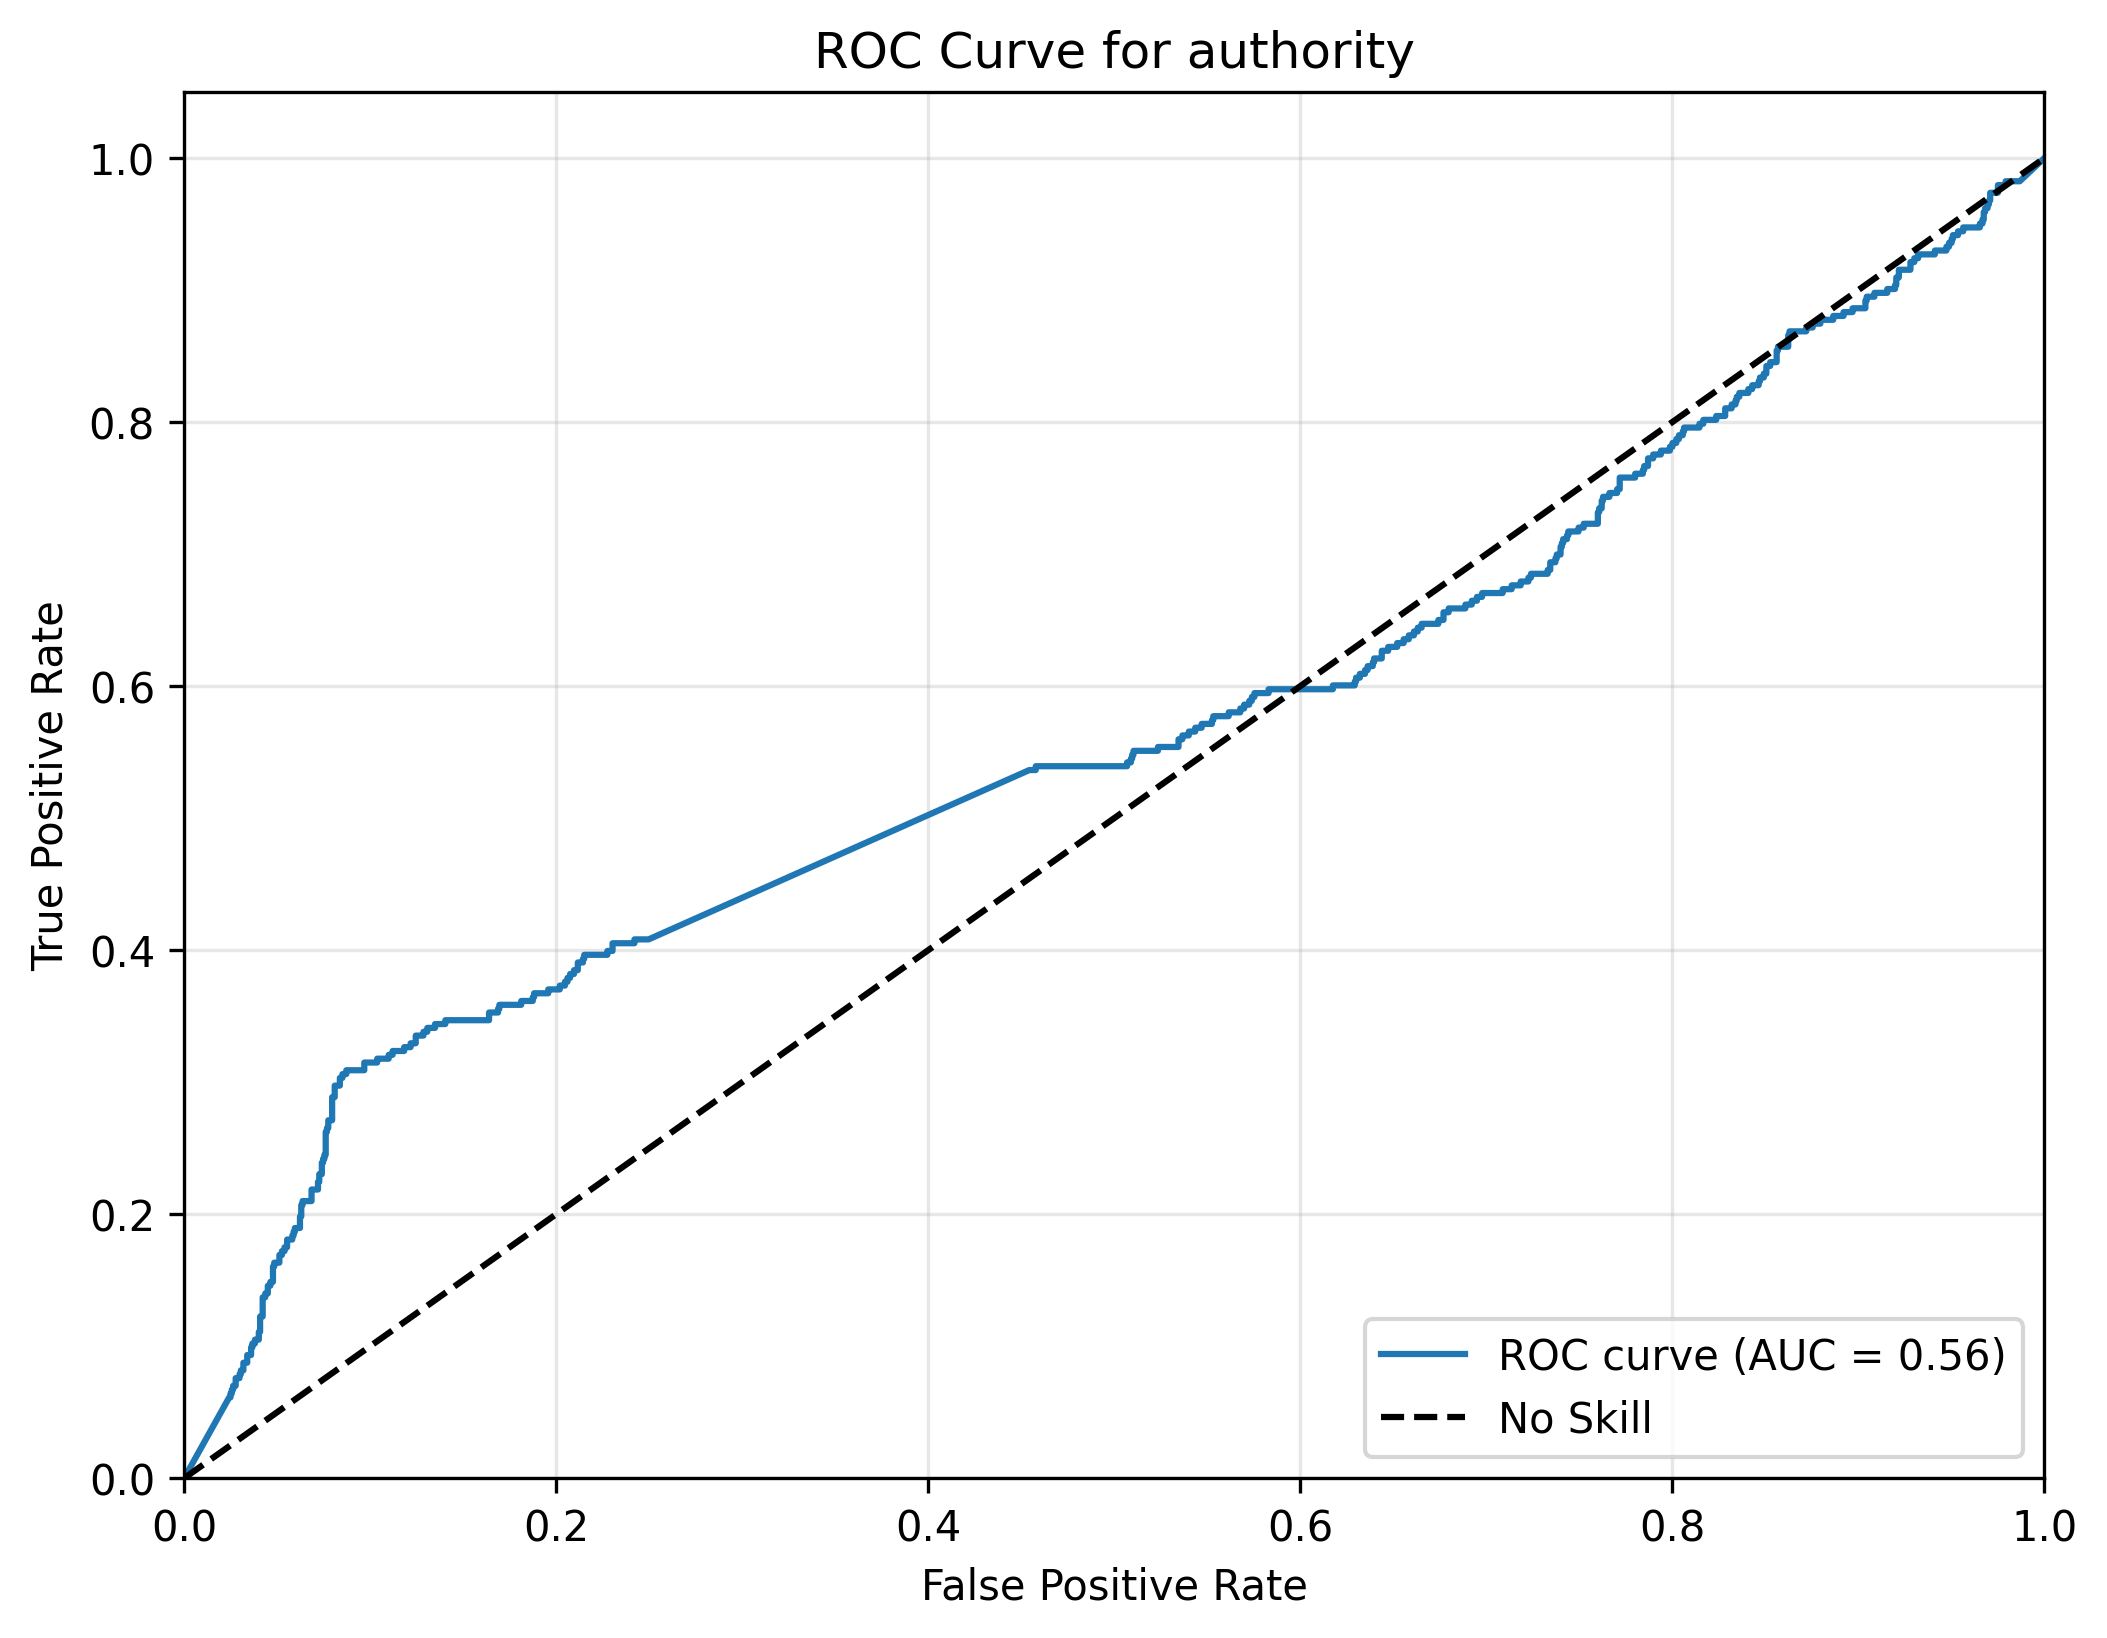 ROC Curve for authority
True Positive Rate
1.0
0.8
0.6
0.4
0.2
0.0
0.0 0.2 0.4 0.6 0.8 1.0
False Positive Rate
ROC curve (AUC = 0.56)
No Skill